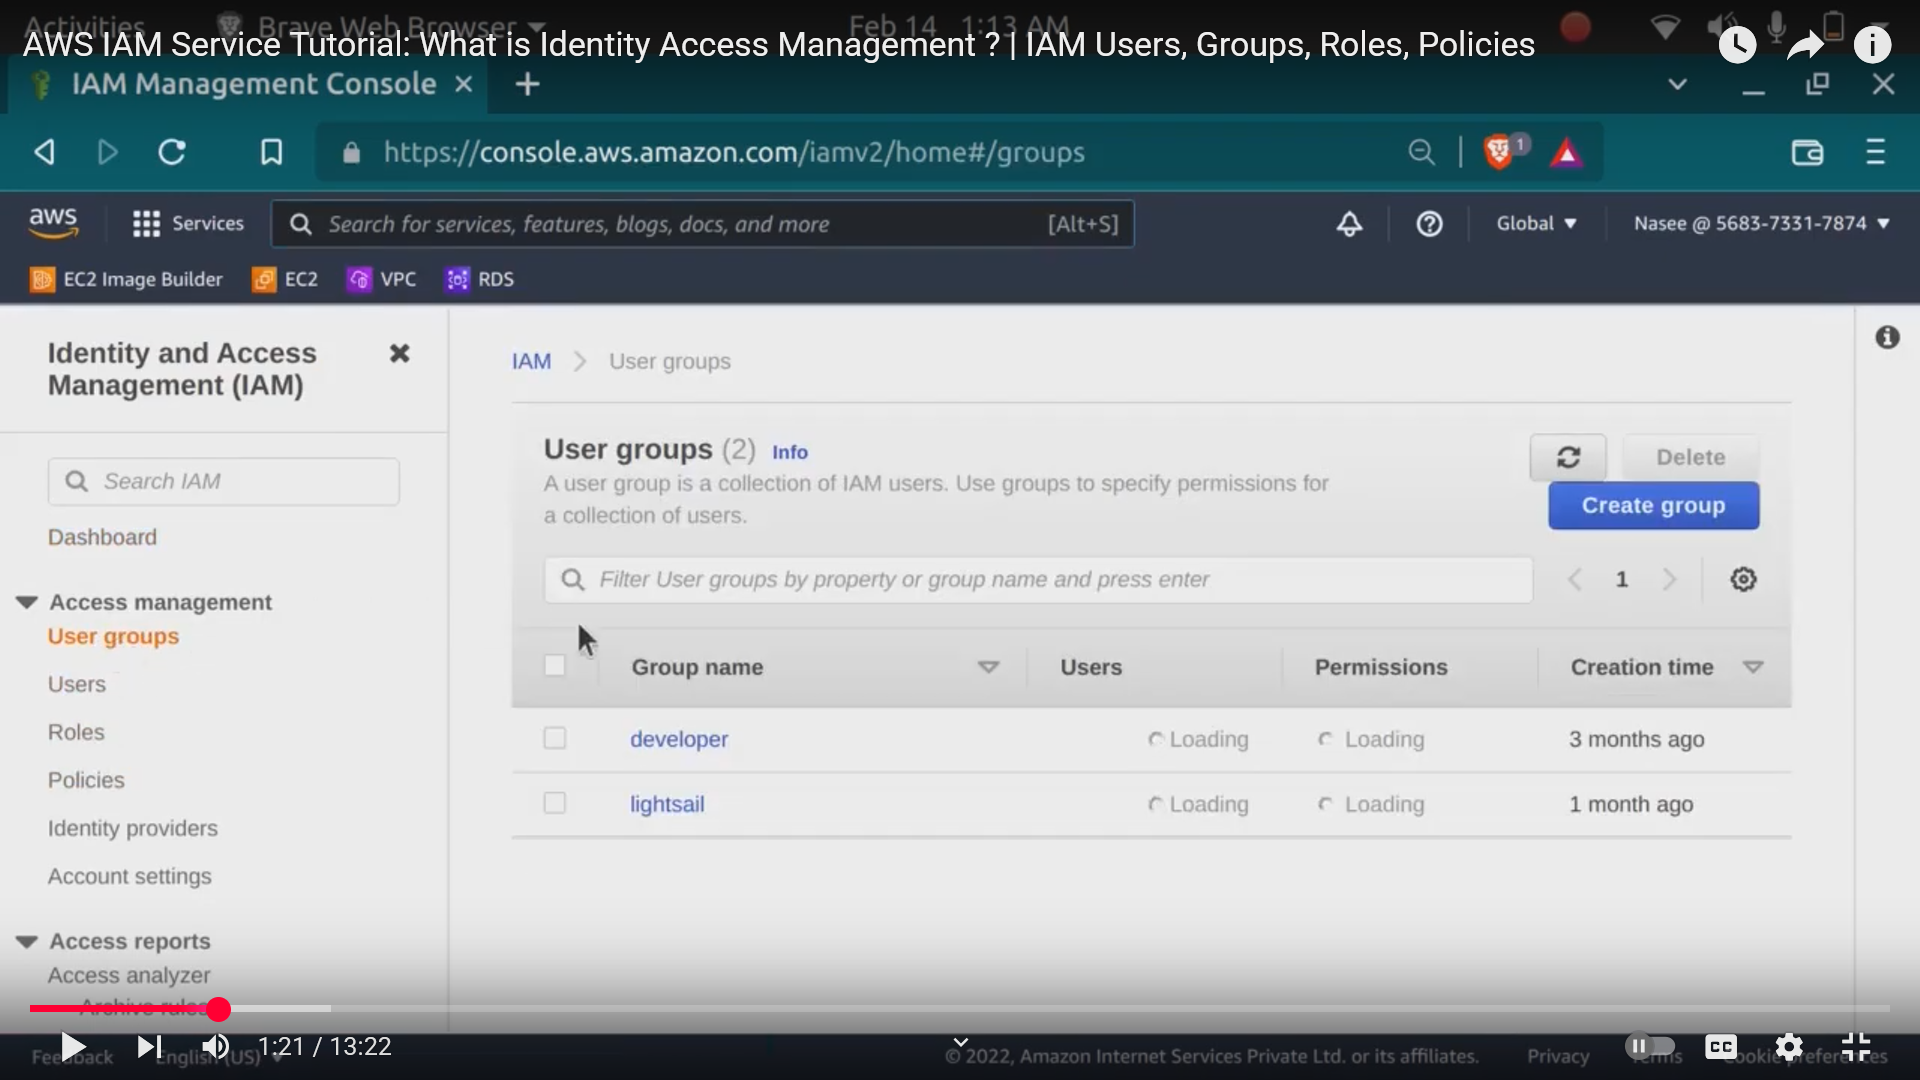 Activities
Brave Web Browser
Feb 14 1:13 AM
AWS IAM Service Tutorial: What is Identity Access Management ? | IAM Users, Groups, Roles, Policies
IAM Management Console
https://console.aws.amazon.com/iamv2/home#/groups
1
aws
Services
Search for services, features, blogs, docs, and more
[Alt+S]
Global
Nasee @ 5683-7331-7874
EC2 Image Builder
EC2
VPC
RDS
Identity and Access
Management (IAM)
Search IAM
Dashboard
Access management
User groups
Users
Roles
Policies
Identity providers
Account settings
Access reports
Access analyzer
Archive rules
IAM > User groups
User groups (2) Info
A user group is a collection of IAM users. Use groups to specify permissions for
a collection of users.
Delete
Create group
Filter User groups by property or group name and press enter
1
Group name Users Permissions Creation time
developer Loading Loading 3 months ago
lightsail Loading Loading 1 month ago
1:21 / 13:22
CC
Feedback
English (US)
© 2022, Amazon Internet Services Private Ltd. or its affiliates.
Privacy
Terms
Cookie preferences